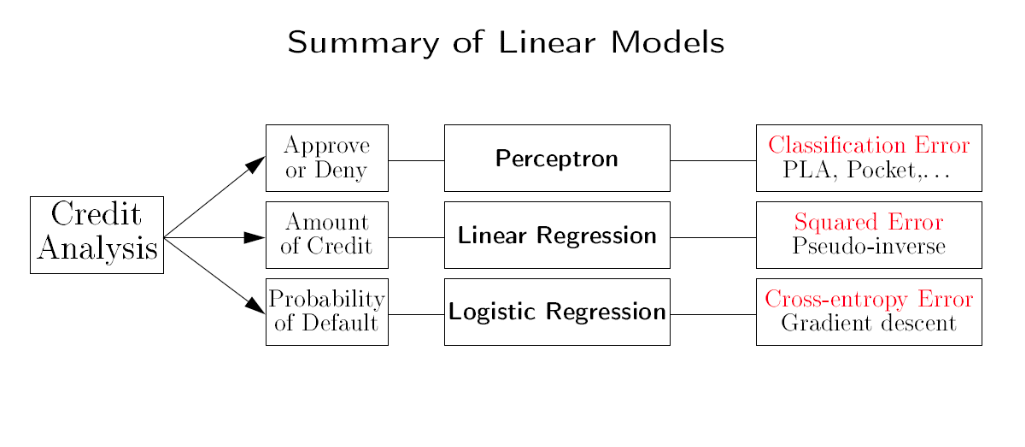 Summary of Linear Models
Credit
Analysis
Approve
or Deny
Perceptron
Classification Error
PLA, Pocket,...
Amount
of Credit
Linear Regression
Squared Error
Pseudo-inverse
Probability
of Default
Logistic Regression
Cross-entropy Error
Gradient descent